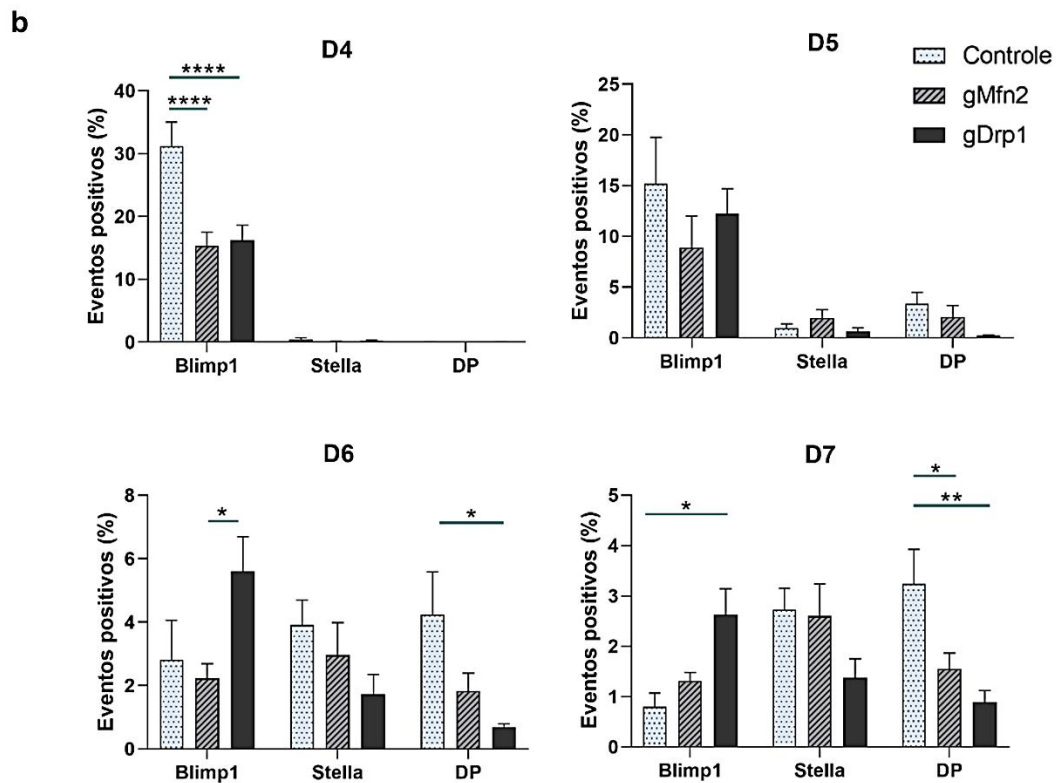 b
D4
Eventos positivos (%)
40
30
20
10
0
****
****
Blimp1 Stella DP
D5
Eventos positivos (%)
25
20
15
10
5
0
Blimp1 Stella DP
Controle
gMfn2
gDrp1
D6
Eventos positivos (%)
8
6
4
2
0
*
*
Blimp1 Stella DP
D7
Eventos positivos (%)
5
4
3
2
1
0
*
*
**
Blimp1 Stella DP